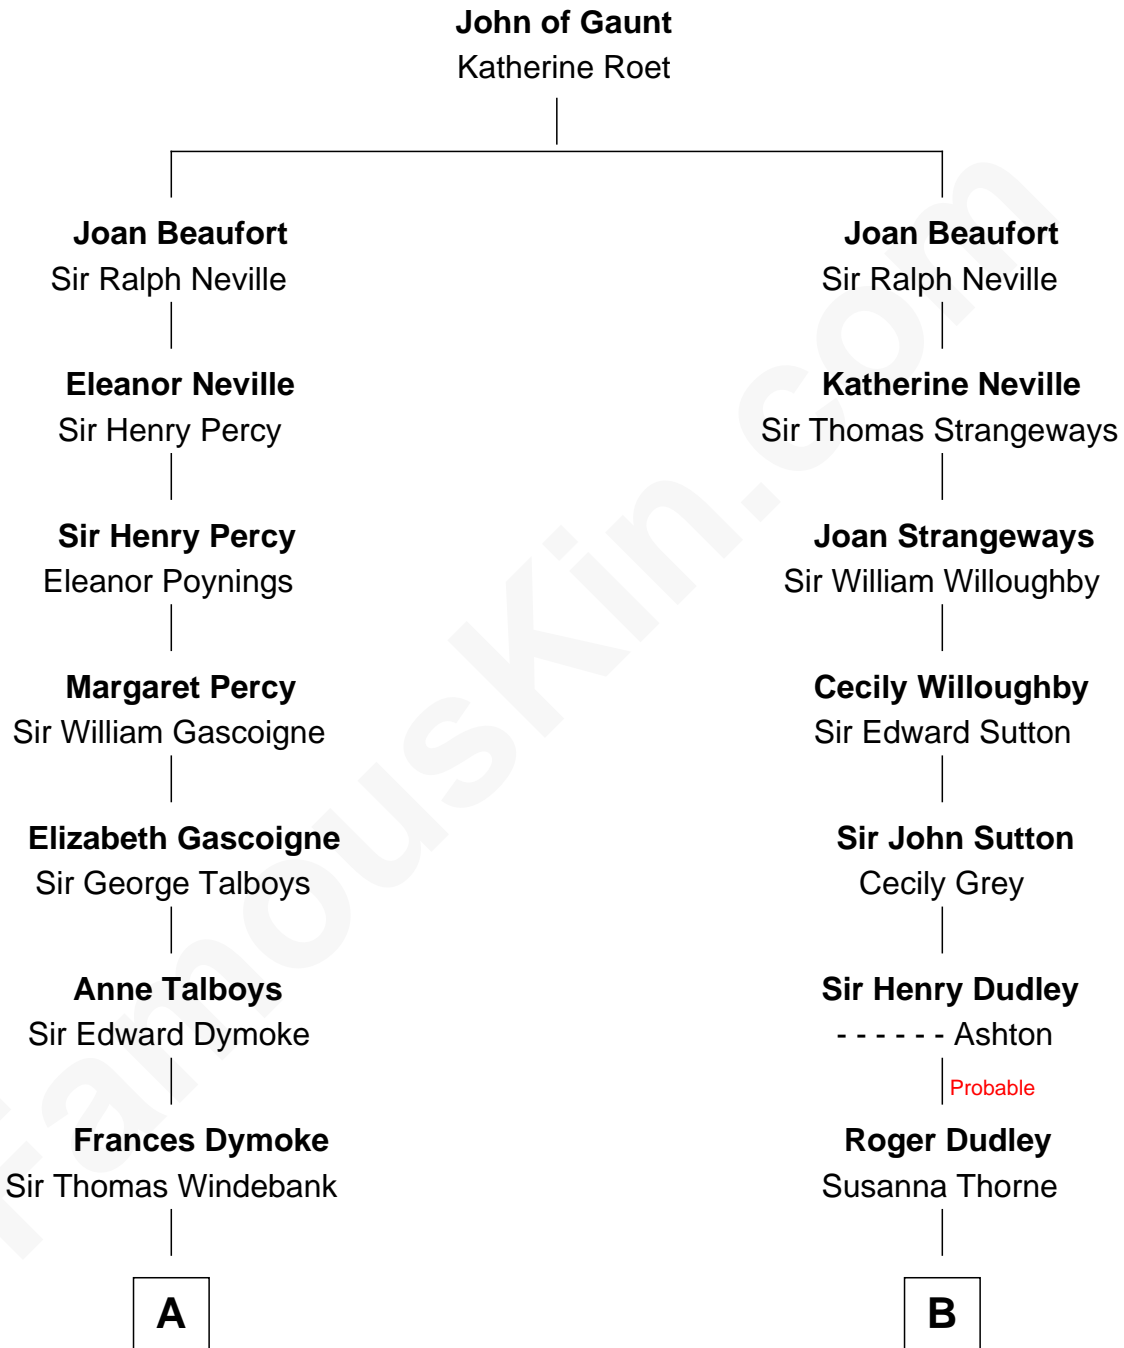 John of Gaunt
Katherine Roet
Joan Beaufort
Sir Ralph Neville
Eleanor Neville
Sir Henry Percy
Sir Henry Percy
Eleanor Poynings
Margaret Percy
Sir William Gascoigne
Elizabeth Gascoigne
Sir George Talboys
Anne Talboys
Sir Edward Dymoke
Frances Dymoke
Sir Thomas Windebank
A
Joan Beaufort
Sir Ralph Neville
Katherine Neville
Sir Thomas Strangeways
Joan Strangeways
Sir William Willoughby
Cecily Willoughby
Sir Edward Sutton
Sir John Sutton
Cecily Grey
Sir Henry Dudley
- - - - - - Ashton
Probable
Roger Dudley
Susanna Thorne
B
FamousKin.com